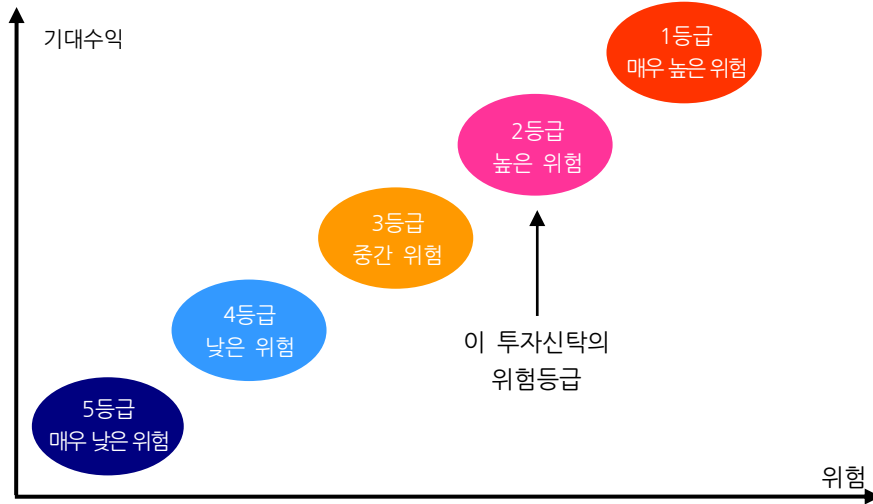 기대수익
1등급
매우 높은 위험
2등급
높은 위험
3등급
중간 위험
4등급
낮은 위험
이 투자신탁의
위험등급
5등급
매우 낮은 위험
위험